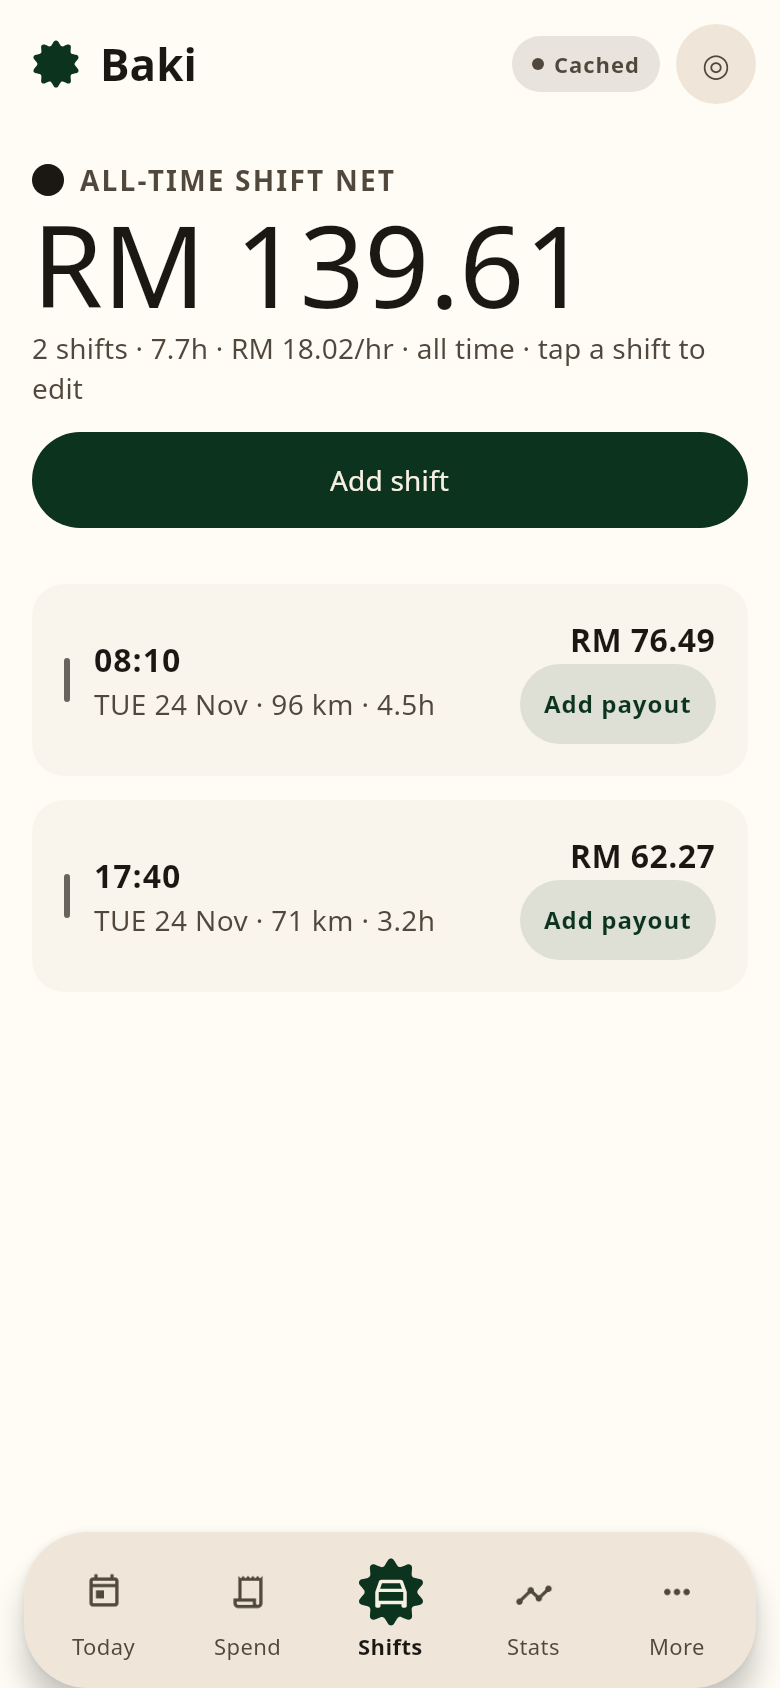 Baki
Cached
ALL-TIME SHIFT NET
RM 139.61
2 shifts · 7.7h · RM 18.02/hr · all time · tap a shift to
edit
Add shift
08:10
TUE 24 Nov · 96 km · 4.5h
RM 76.49
Add payout
17:40
TUE 24 Nov · 71 km · 3.2h
RM 62.27
Add payout
Today
Spend
Shifts
Stats
More